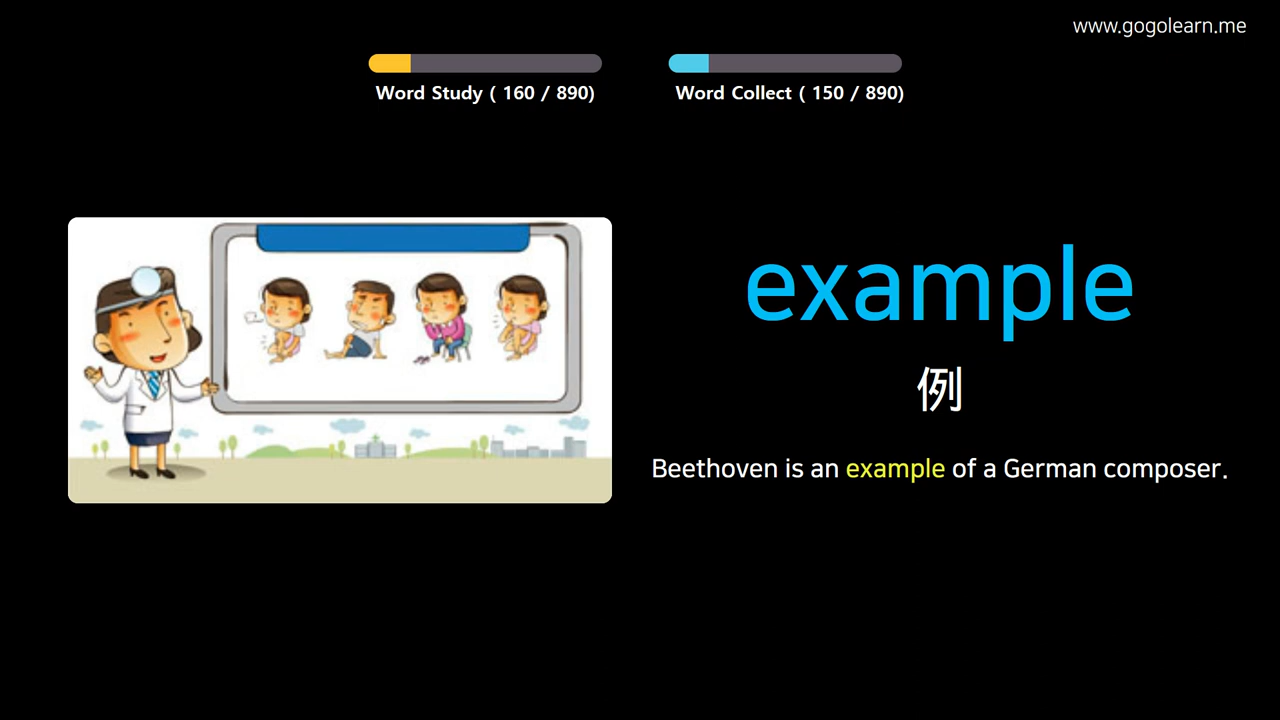 www.gogolearn.me
Word Study ( 160 / 890)
Word Collect ( 150 / 890)
example
例
Beethoven is an example of a German composer.